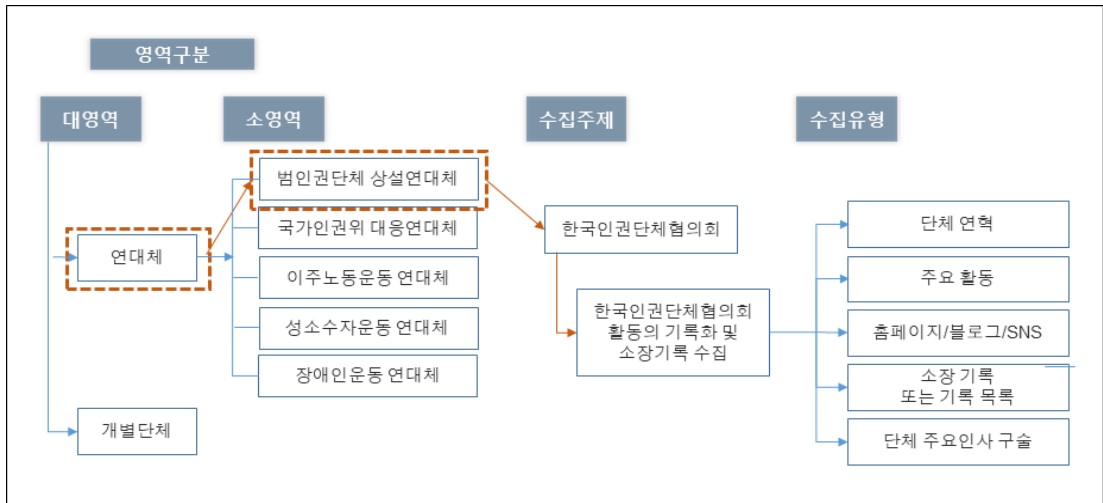 영역구분
대영역
소영역
수집주제
수집유형
연대체
개별단체
범인권단체 상설연대체
국가인권위 대응연대체
이주노동운동 연대체
성소수자운동 연대체
장애인운동 연대체
한국인권단체협의회
한국인권단체협의회
활동의 기록화 및
소장기록 수집
단체 연혁
주요 활동
홈페이지/블로그/SNS
소장 기록
또는 기록 목록
단체 주요인사 구술